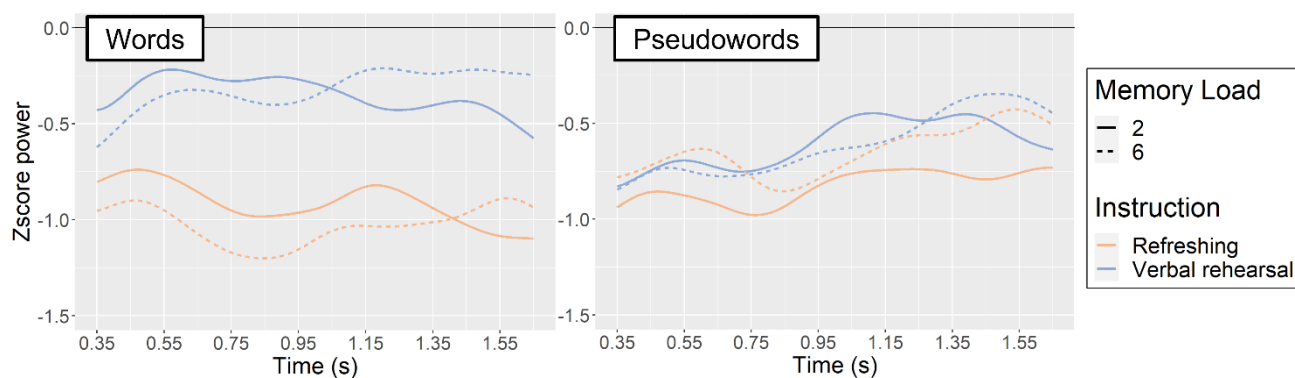 Words
Pseudowords
Zscore power
0.0
-0.5
-1.0
-1.5
0.35 0.55 0.75 0.95 1.15 1.35 1.55
Time (s)
0.0
-0.5
-1.0
-1.5
0.35 0.55 0.75 0.95 1.15 1.35 1.55
Time (s)
Memory Load
2
6
Instruction
Refreshing
Verbal rehearsal